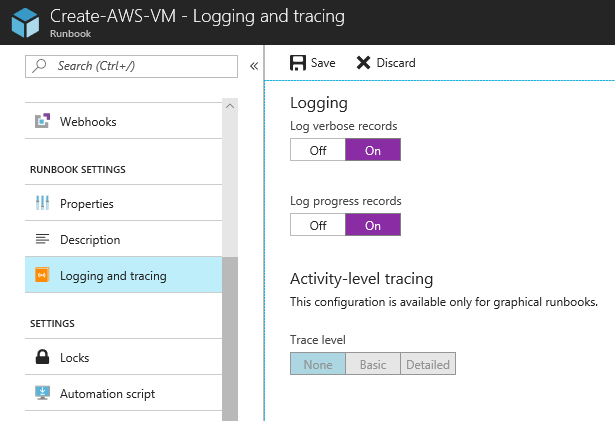 Create-AWS-VM - Logging and tracing
Runbook
Search (Ctrl+/)
Webhooks
RUNBOOK SETTINGS
Properties
Description
Logging and tracing
SETTINGS
Locks
Automation script
Save Discard
Logging
Log verbose records
Off On
Log progress records
Off On
Activity-level tracing
This configuration is available only for graphical runbooks.
Trace level
None Basic Detailed